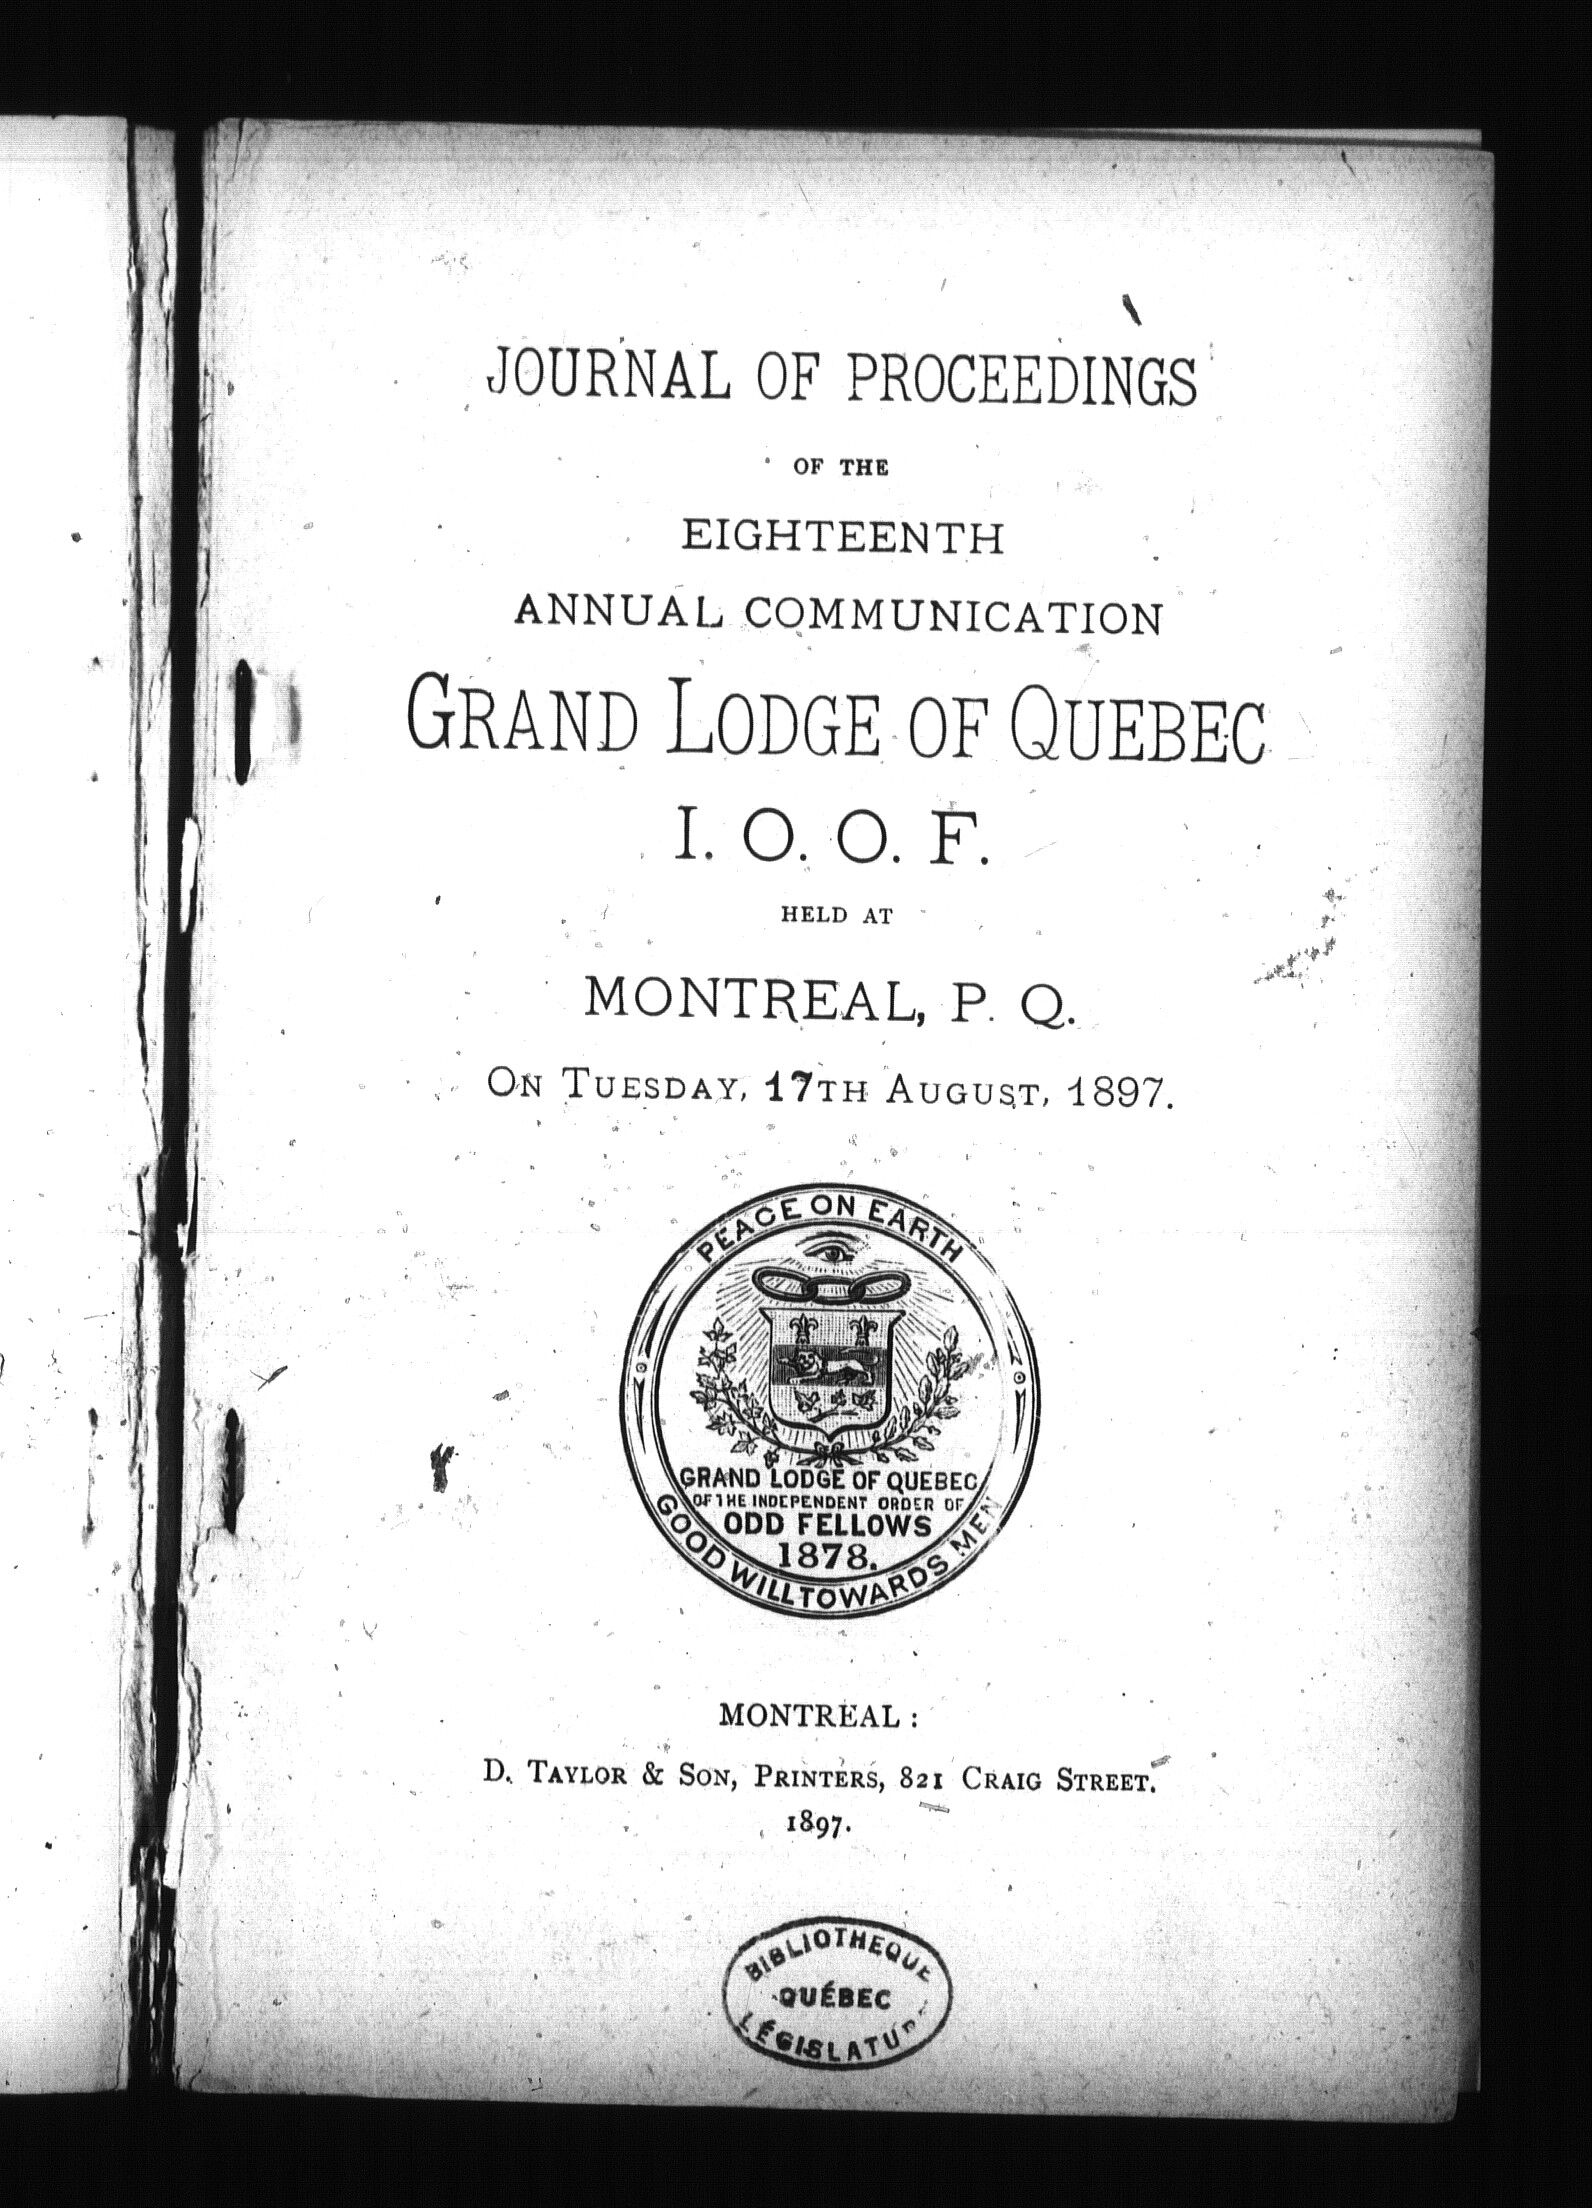 JOURNAL OF PROCEEDINGS
OF THE
EIGHTEENTH
ANNUAL COMMUNICATION
GRAND LODGE OF QUEBEC
I. O. O. F.
HELD AT
MONTREAL, P. Q.
ON TUESDAY, 17TH AUGUST, 1897.
PEACE ON EARTH
GRAND LODGE OF QUEBEC
OF THE INDEPENDENT ORDER OF
ODD FELLOWS
1878.
GOOD WILL TOWARDS MEN
MONTREAL:
D. TAYLOR & SON, PRINTERS, 821 CRAIG STREET.
1897.
BIBLIOTHEQUE
QUÉBEC
LÉGISLATURE